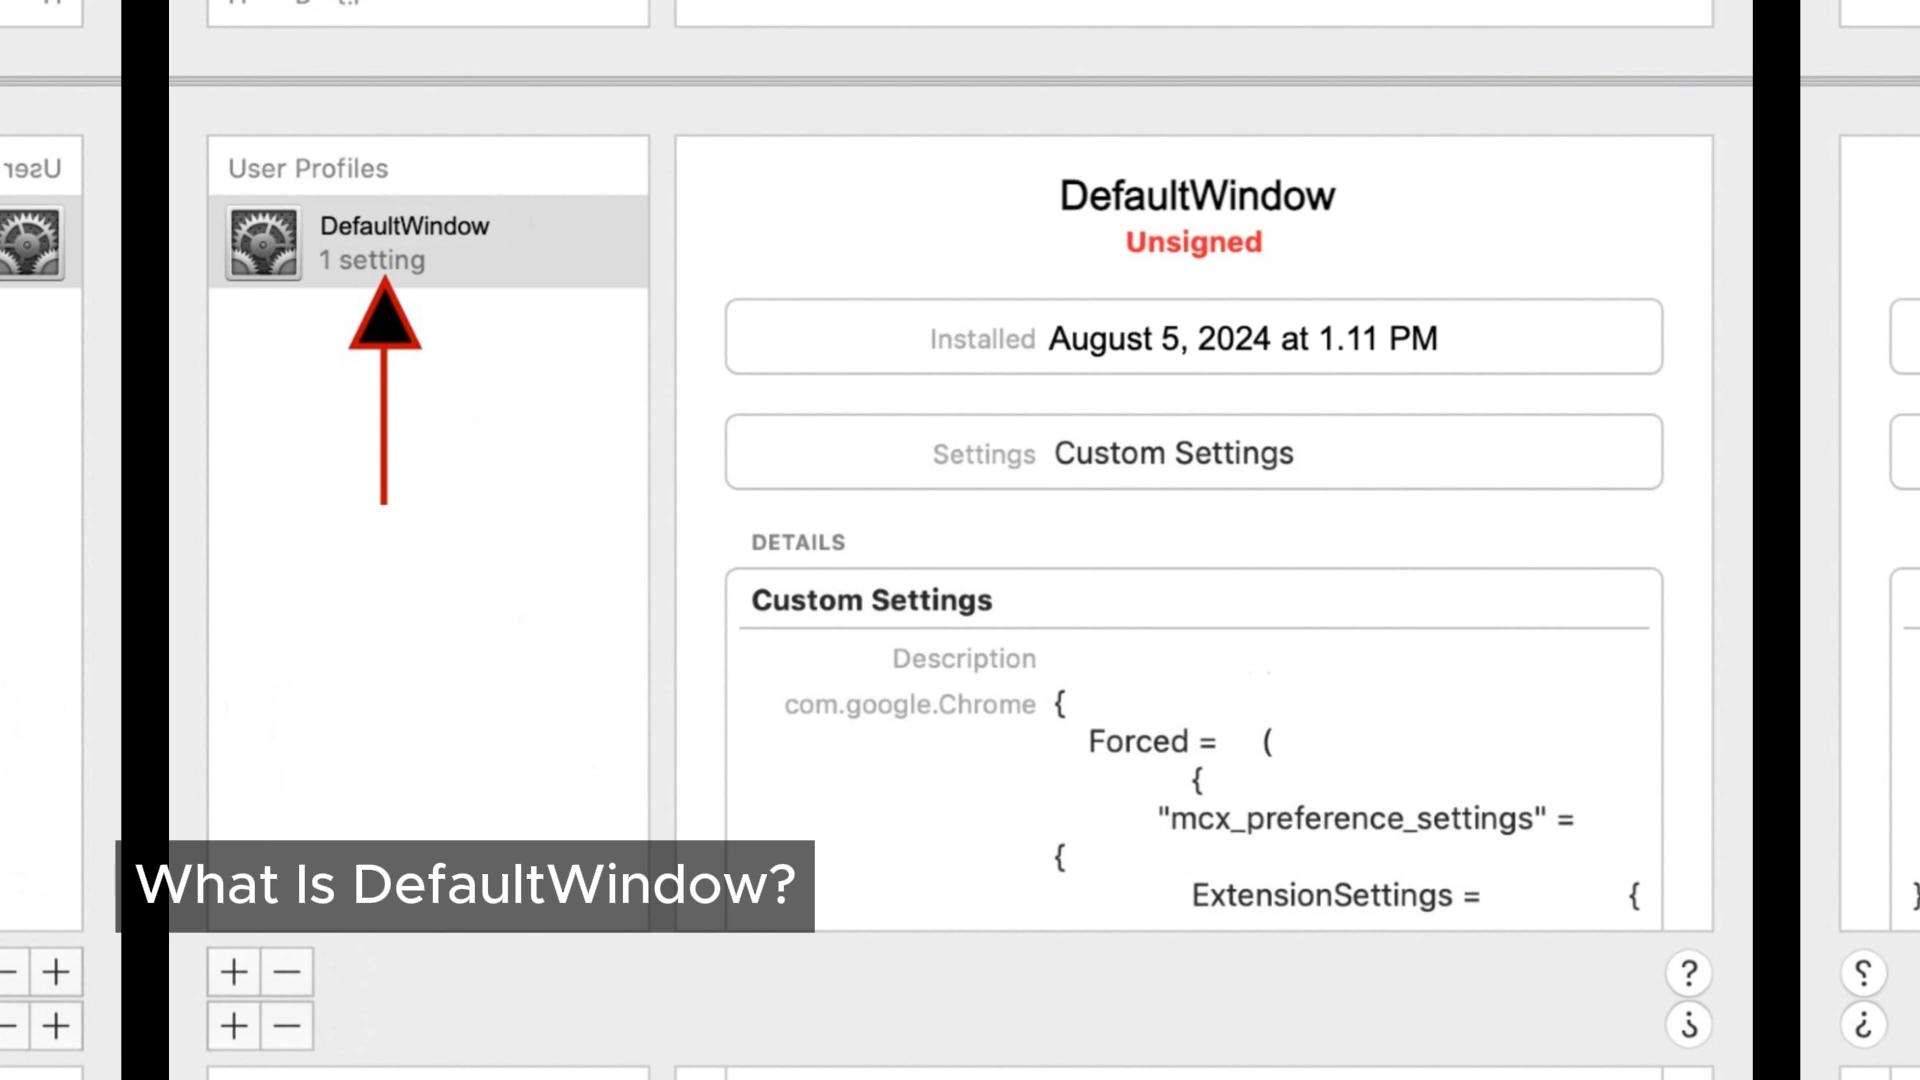 User Profiles
DefaultWindow
1 setting
DefaultWindow
Unsigned
Installed August 5, 2024 at 1.11 PM
Settings Custom Settings
DETAILS
Custom Settings
Description
com.google.Chrome {
Forced = (
{
"mcx_preference_settings" =
{
ExtensionSettings = {
What Is DefaultWindow?
+ −
?